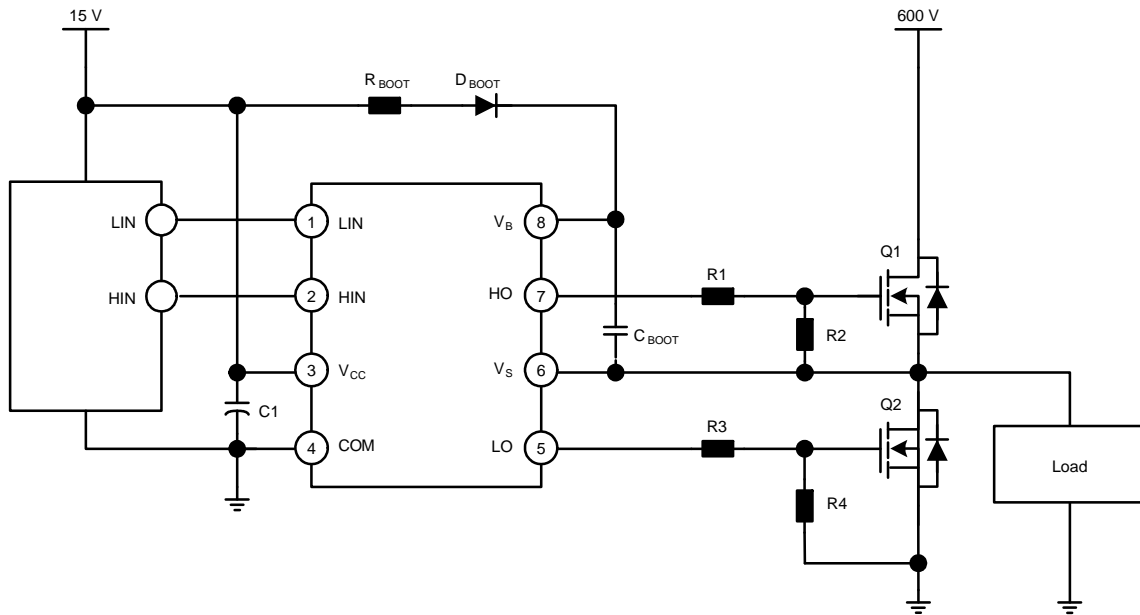 15 V
600 V
R BOOT
D BOOT
LIN
1
LIN
V B
8
Q1
HIN
2
HIN
HO
7
R1
R2
C BOOT
3
V CC
V S
6
C1
Q2
4
COM
LO
5
R3
R4
Load